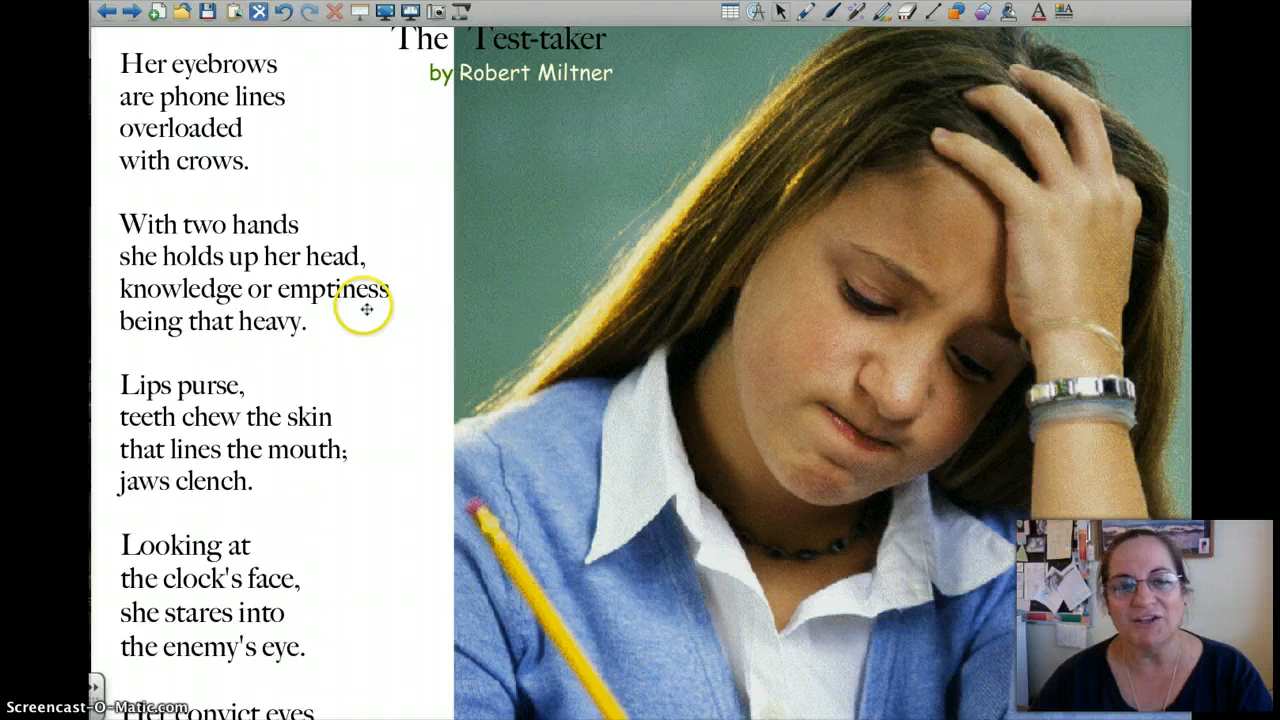 The Test-taker
by Robert Miltner
Her eyebrows
are phone lines
overloaded
with crows.
With two hands
she holds up her head,
knowledge or emptiness
being that heavy.
Lips purse,
teeth chew the skin
that lines the mouth;
jaws clench.
Looking at
the clock's face,
she stares into
the enemy's eye.
Her convict eyes
Screencast-O-Matic.com